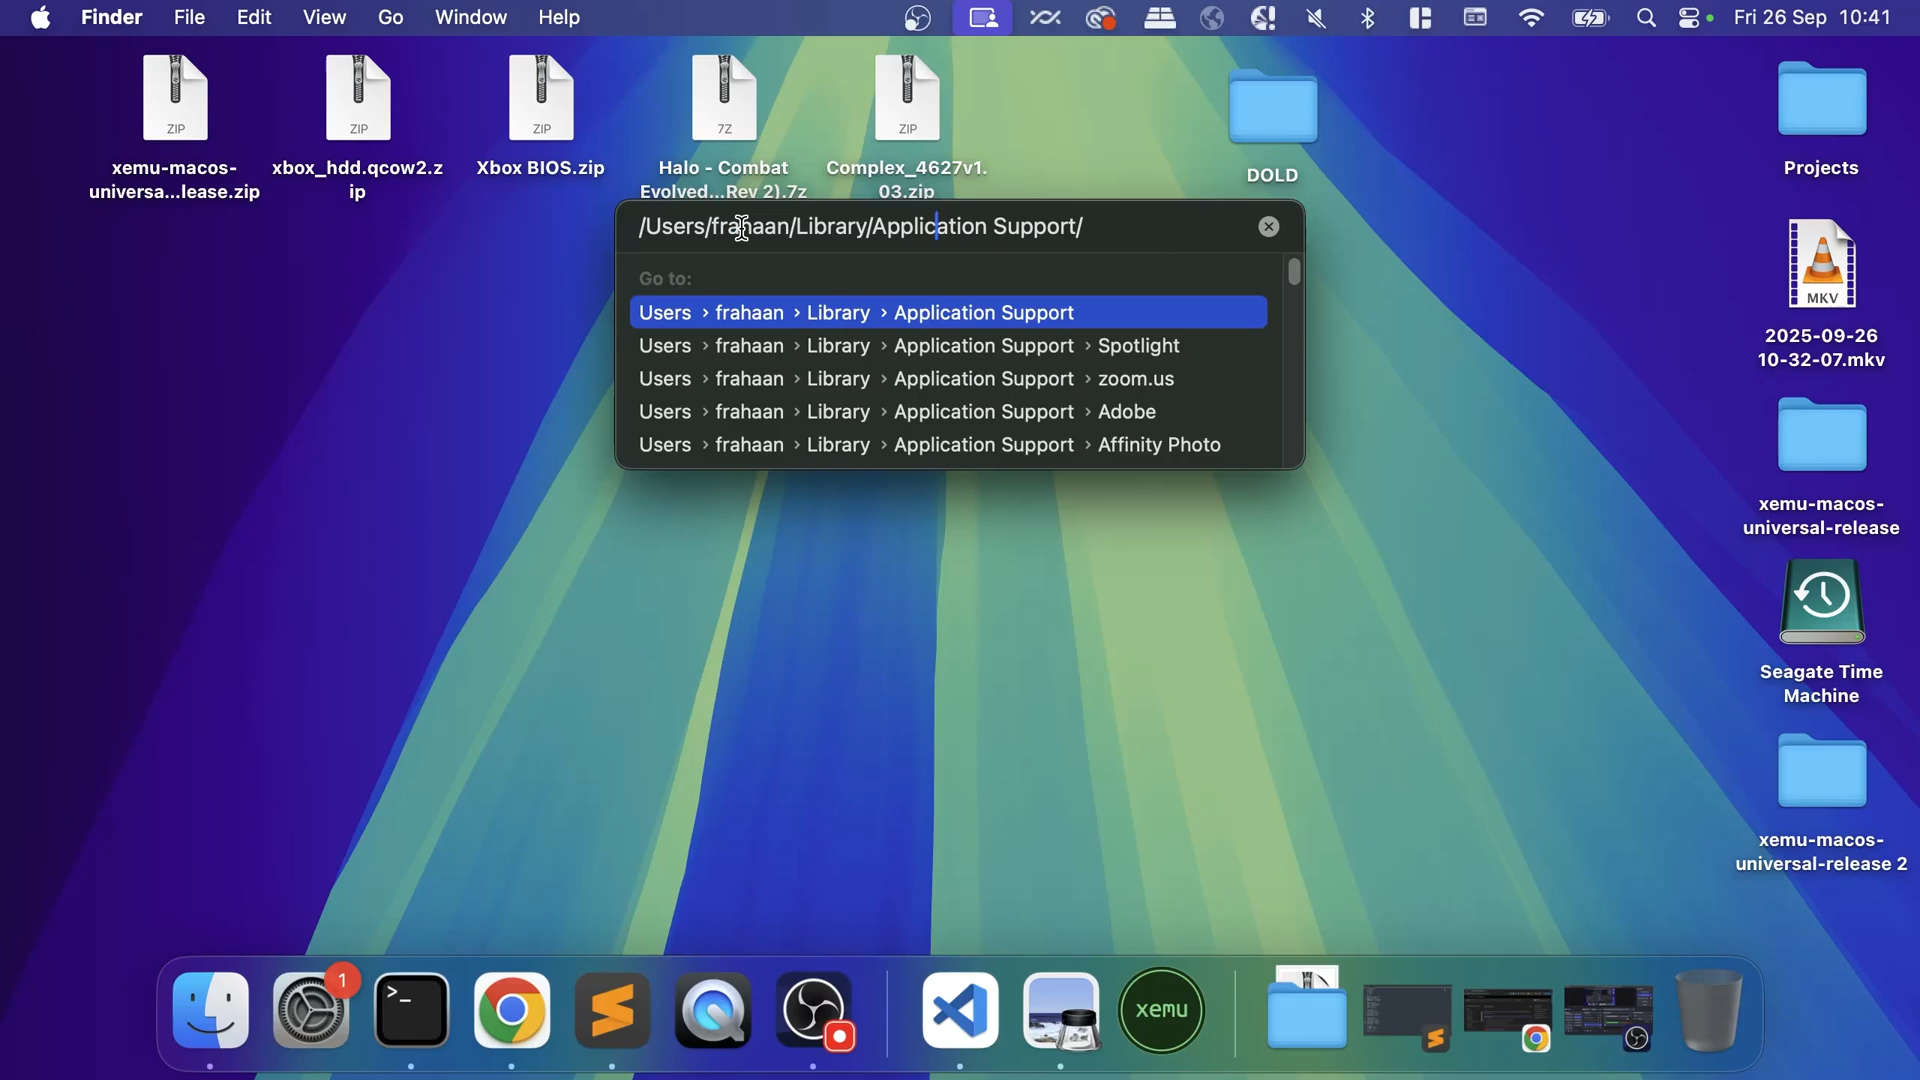 Finder File Edit View Go Window Help Fri 26 Sep 10:41
ZIP
xemu-macos-
universa...lease.zip
ZIP
xbox_hdd.qcow2.z
ip
ZIP
Xbox BIOS.zip
7Z
Halo - Combat
Evolved...Rev 2).7z
ZIP
Complex_4627v1.
03.zip
DOLD
Projects
/Users/frahaan/Library/Application Support/
Go to:
Users › frahaan › Library › Application Support
Users › frahaan › Library › Application Support › Spotlight
Users › frahaan › Library › Application Support › zoom.us
Users › frahaan › Library › Application Support › Adobe
Users › frahaan › Library › Application Support › Affinity Photo
MKV
2025-09-26
10-32-07.mkv
xemu-macos-
universal-release
Seagate Time
Machine
xemu-macos-
universal-release 2
1
>_
xemu